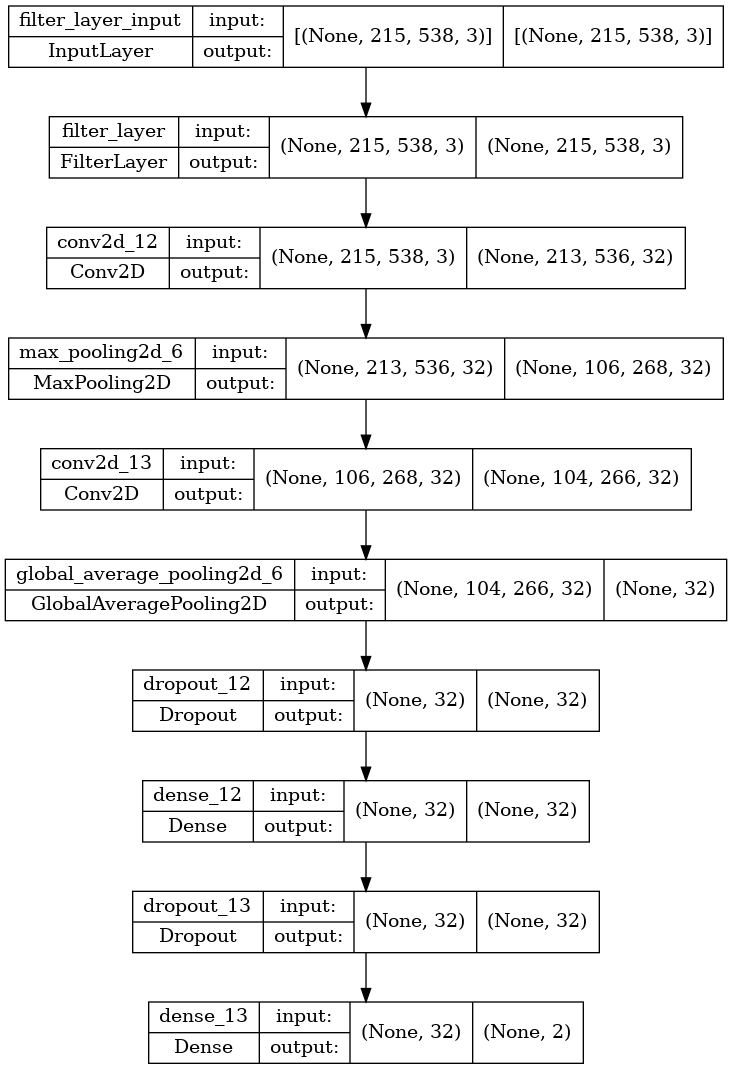 filter_layer_input input: [(None, 215, 538, 3)] [(None, 215, 538, 3)]
InputLayer output:
filter_layer input: (None, 215, 538, 3) (None, 215, 538, 3)
FilterLayer output:
conv2d_12 input: (None, 215, 538, 3) (None, 213, 536, 32)
Conv2D output:
max_pooling2d_6 input: (None, 213, 536, 32) (None, 106, 268, 32)
MaxPooling2D output:
conv2d_13 input: (None, 106, 268, 32) (None, 104, 266, 32)
Conv2D output:
global_average_pooling2d_6 input: (None, 104, 266, 32) (None, 32)
GlobalAveragePooling2D output:
dropout_12 input: (None, 32) (None, 32)
Dropout output:
dense_12 input: (None, 32) (None, 32)
Dense output:
dropout_13 input: (None, 32) (None, 32)
Dropout output:
dense_13 input: (None, 32) (None, 2)
Dense output: